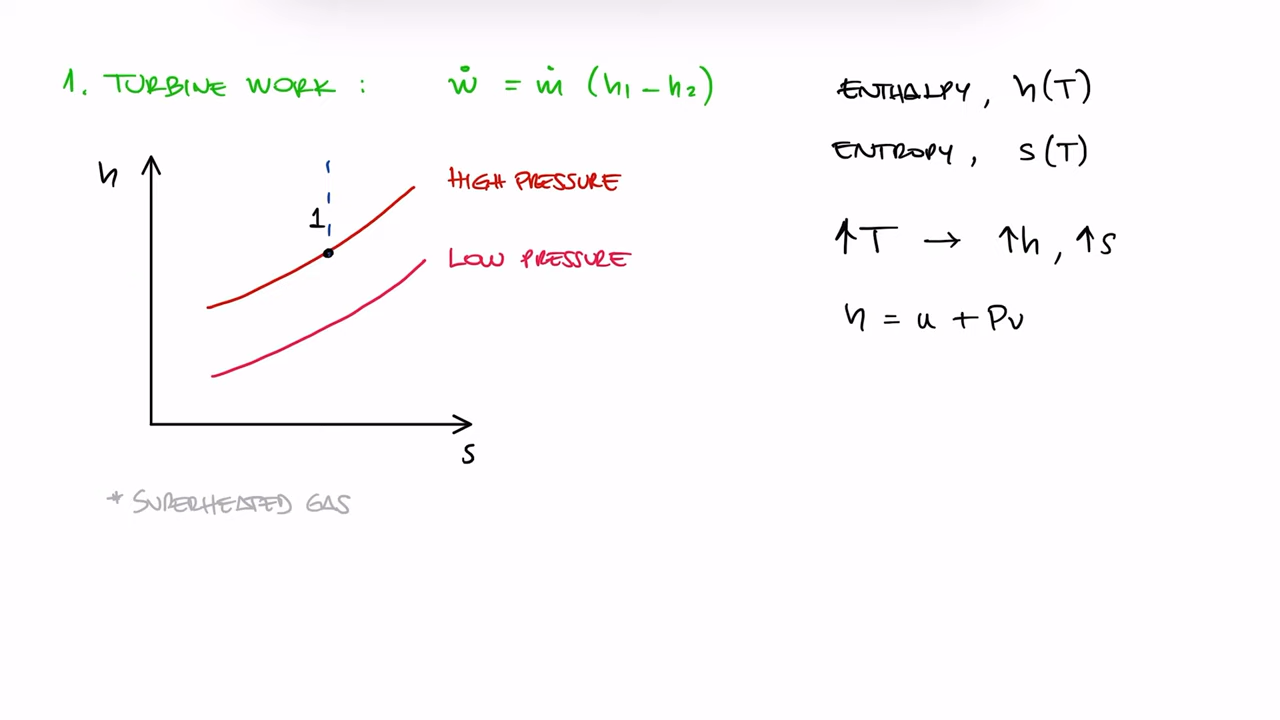 1. TURBINE WORK : ẇ = ṁ (h₁ - h₂)
ENTHALPY, h(T)
ENTROPY, s(T)
h
HIGH PRESSURE
1
LOW PRESSURE
↑T → ↑h, ↑s
h = u + Pv
s
* SUPERHEATED GAS